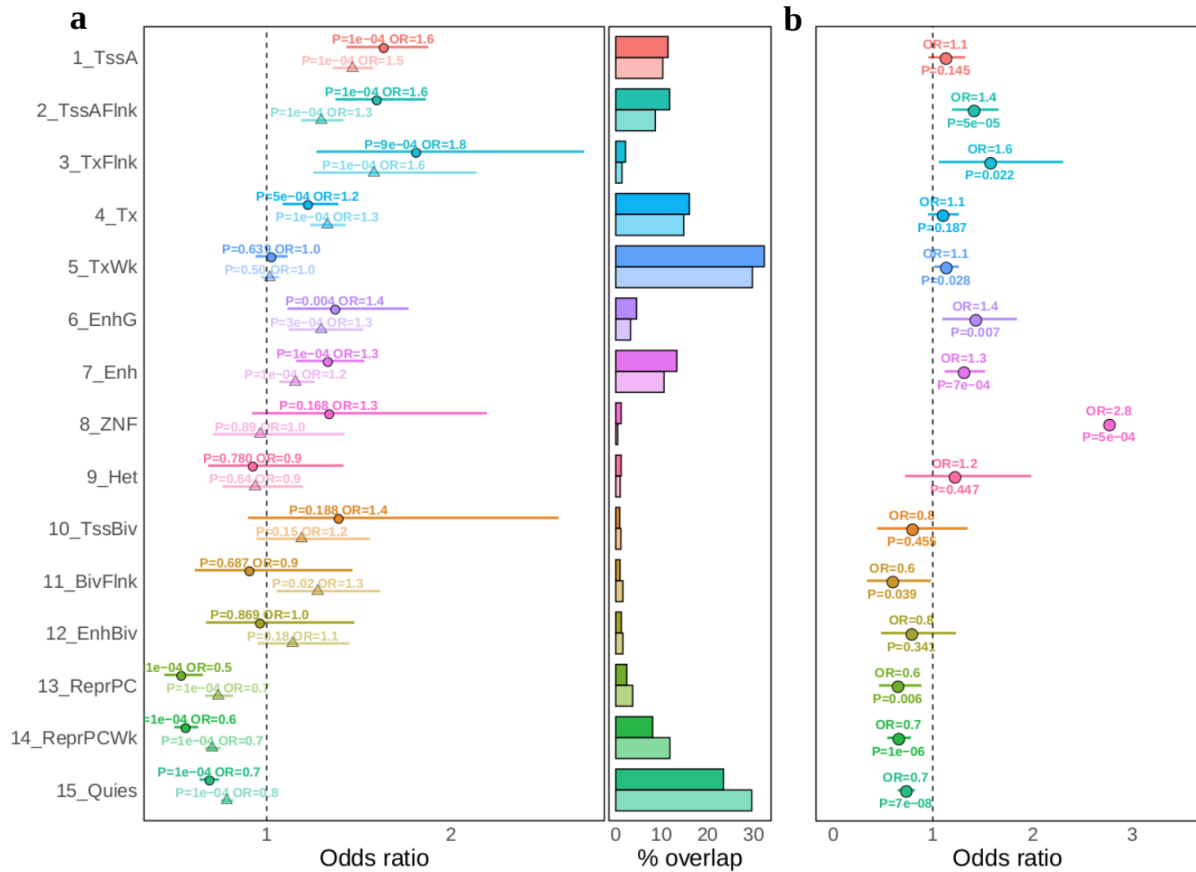 a
b
1_TssA
P=1e−04 OR=1.6
P=1e−04 OR=1.5
OR=1.1
P=0.145
2_TssAFlnk
P=1e−04 OR=1.6
P=1e−04 OR=1.3
OR=1.4
P=5e−05
3_TxFlnk
P=9e−04 OR=1.8
P=1e−04 OR=1.6
OR=1.6
P=0.022
4_Tx
P=5e−04 OR=1.2
P=1e−04 OR=1.3
OR=1.1
P=0.187
5_TxWk
P=0.639 OR=1.0
P=0.50 OR=1.0
OR=1.1
P=0.028
6_EnhG
P=0.004 OR=1.4
P=3e−04 OR=1.3
OR=1.4
P=0.007
7_Enh
P=1e−04 OR=1.3
P=1e−04 OR=1.2
OR=1.3
P=7e−04
8_ZNF
P=0.168 OR=1.3
P=0.89 OR=1.0
OR=2.8
P=5e−04
9_Het
P=0.780 OR=0.9
P=0.64 OR=0.9
OR=1.2
P=0.447
10_TssBiv
P=0.188 OR=1.4
P=0.15 OR=1.2
OR=0.8
P=0.455
11_BivFlnk
P=0.687 OR=0.9
P=0.02 OR=1.3
OR=0.6
P=0.039
12_EnhBiv
P=0.869 OR=1.0
P=0.18 OR=1.1
OR=0.8
P=0.341
13_ReprPC
1e−04 OR=0.5
P=1e−04 OR=0.7
OR=0.6
P=0.006
14_ReprPCWk
1e−04 OR=0.6
P=1e−04 OR=0.7
OR=0.7
P=1e−06
15_Quies
P=1e−04 OR=0.7
P=1e−04 OR=0.8
OR=0.7
P=7e−08
1 2
0 10 20 30
0 1 2 3
Odds ratio
% overlap
Odds ratio